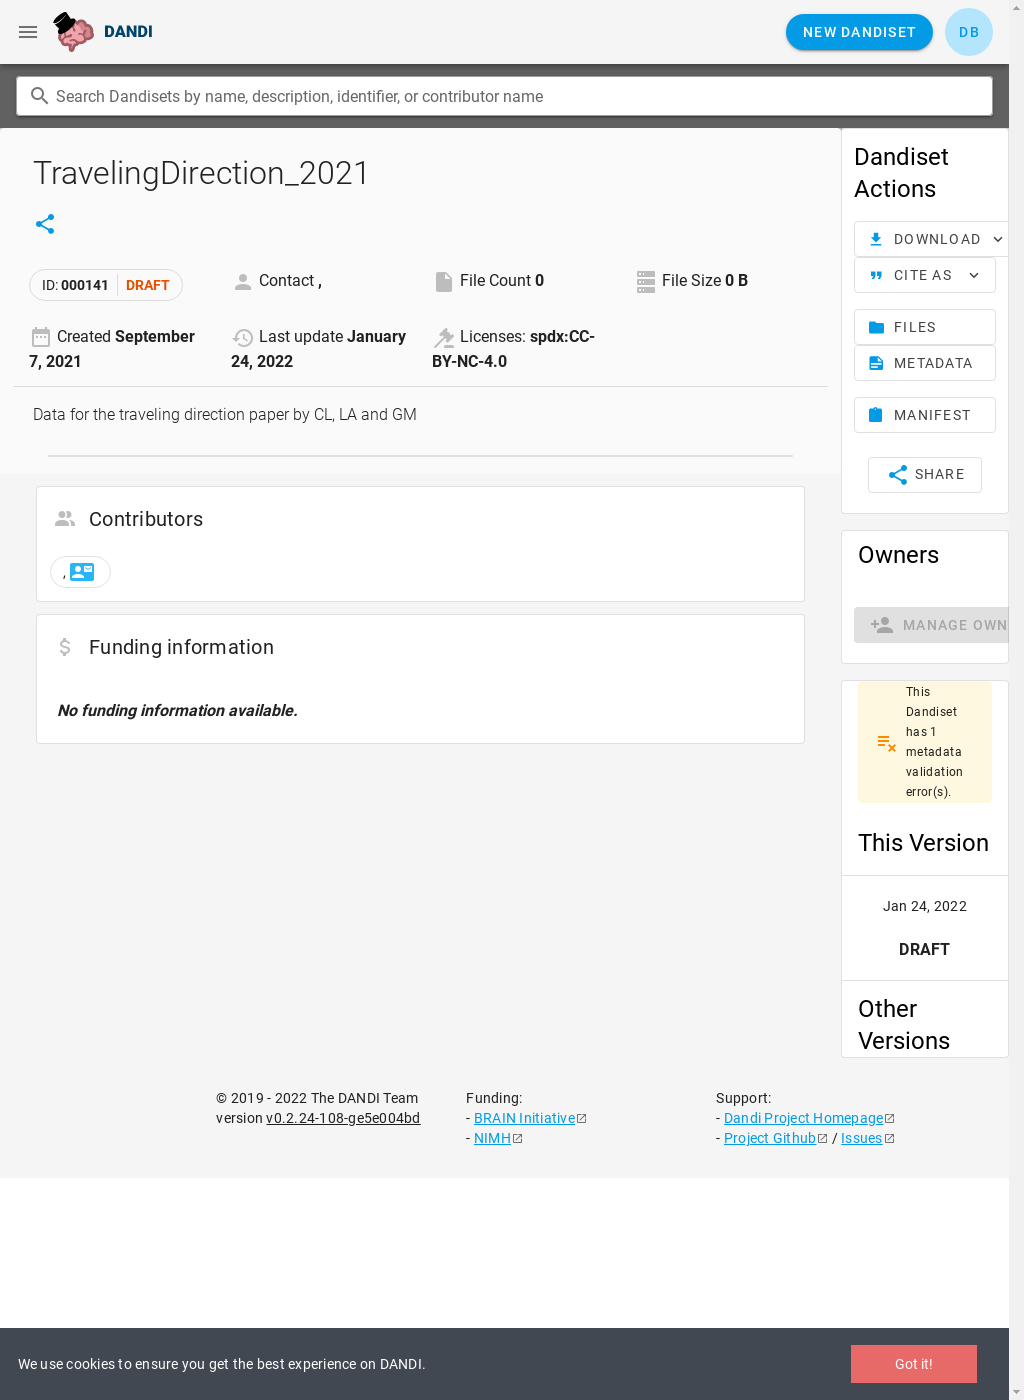 DANDI
NEW DANDISET
DB
Search Dandisets by name, description, identifier, or contributor name
TravelingDirection_2021
ID: 000141 DRAFT
Contact ,
File Count 0
File Size 0 B
Created September 7, 2021
Last update January 24, 2022
Licenses: spdx:CC-BY-NC-4.0
Data for the traveling direction paper by CL, LA and GM
Contributors
,
Funding information
No funding information available.
Dandiset
Actions
DOWNLOAD
CITE AS
FILES
METADATA
MANIFEST
SHARE
Owners
MANAGE OWN
This
Dandiset
has 1
metadata
validation
error(s).
This Version
Jan 24, 2022
DRAFT
Other
Versions
© 2019 - 2022 The DANDI Team
version v0.2.24-108-ge5e004bd
Funding:
- BRAIN Initiative
- NIMH
Support:
- Dandi Project Homepage
- Project Github / Issues
We use cookies to ensure you get the best experience on DANDI.
Got it!